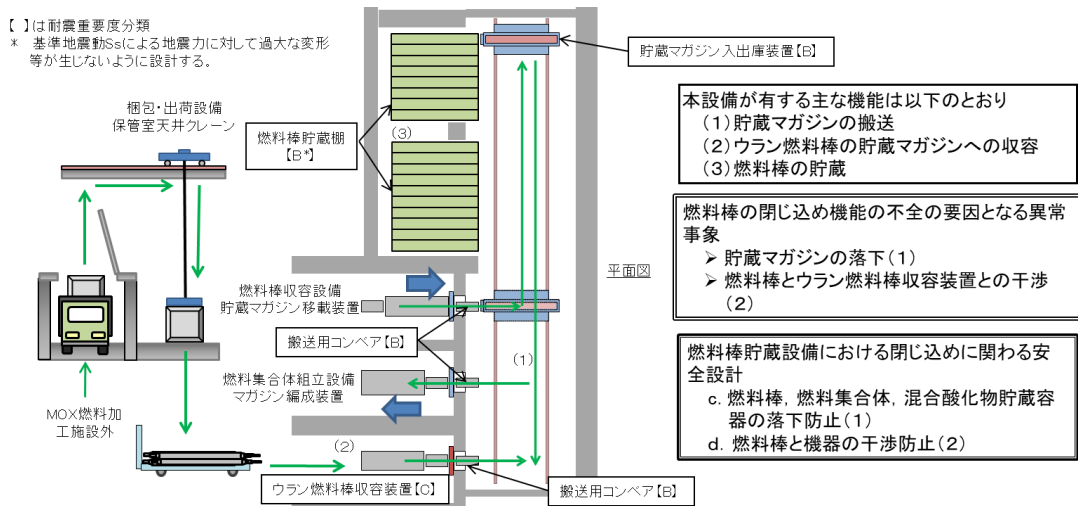 【 】は耐震重要度分類
* 基準地震動Ssによる地震力に対して過大な変形
等が生じないように設計する。
梱包・出荷設備
保管室天井クレーン
MOX燃料加
工施設外
燃料棒貯蔵棚
【B*】
(3)
燃料棒収容設備
貯蔵マガジン移載装置
搬送用コンベア【B】
燃料集合体組立設備
マガジン編成装置
(1)
(2)
ウラン燃料棒収容装置【C】
搬送用コンベア【B】
貯蔵マガジン入出庫装置【B】
平面図
本設備が有する主な機能は以下のとおり
(1)貯蔵マガジンの搬送
(2)ウラン燃料棒の貯蔵マガジンへの収容
(3)燃料棒の貯蔵
燃料棒の閉じ込め機能の不全の要因となる異常
事象
➢ 貯蔵マガジンの落下(1)
➢ 燃料棒とウラン燃料棒収容装置との干渉
(2)
燃料棒貯蔵設備における閉じ込めに関わる安
全設計
c. 燃料棒, 燃料集合体, 混合酸化物貯蔵容
器の落下防止(1)
d. 燃料棒と機器の干渉防止(2)